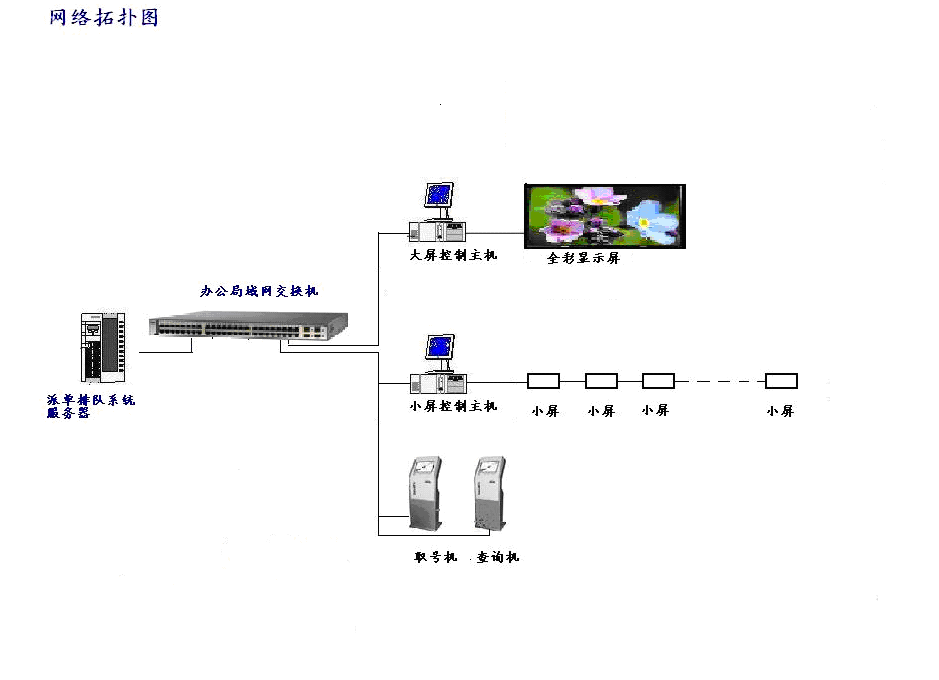 网络拓扑图
大屏控制主机
全彩显示屏
办公局域网交换机
派单排队系统
服务器
小屏控制主机
小屏
小屏
小屏
小屏
取号机
查询机